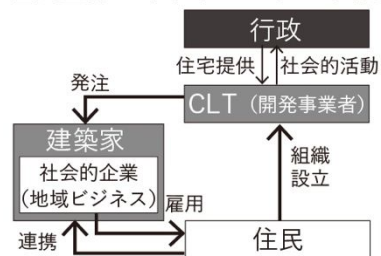 行政
住宅提供
社会的活動
発注
CLT（開発事業者）
建築家
社会的企業
（地域ビジネス）
組織
設立
雇用
連携
住民